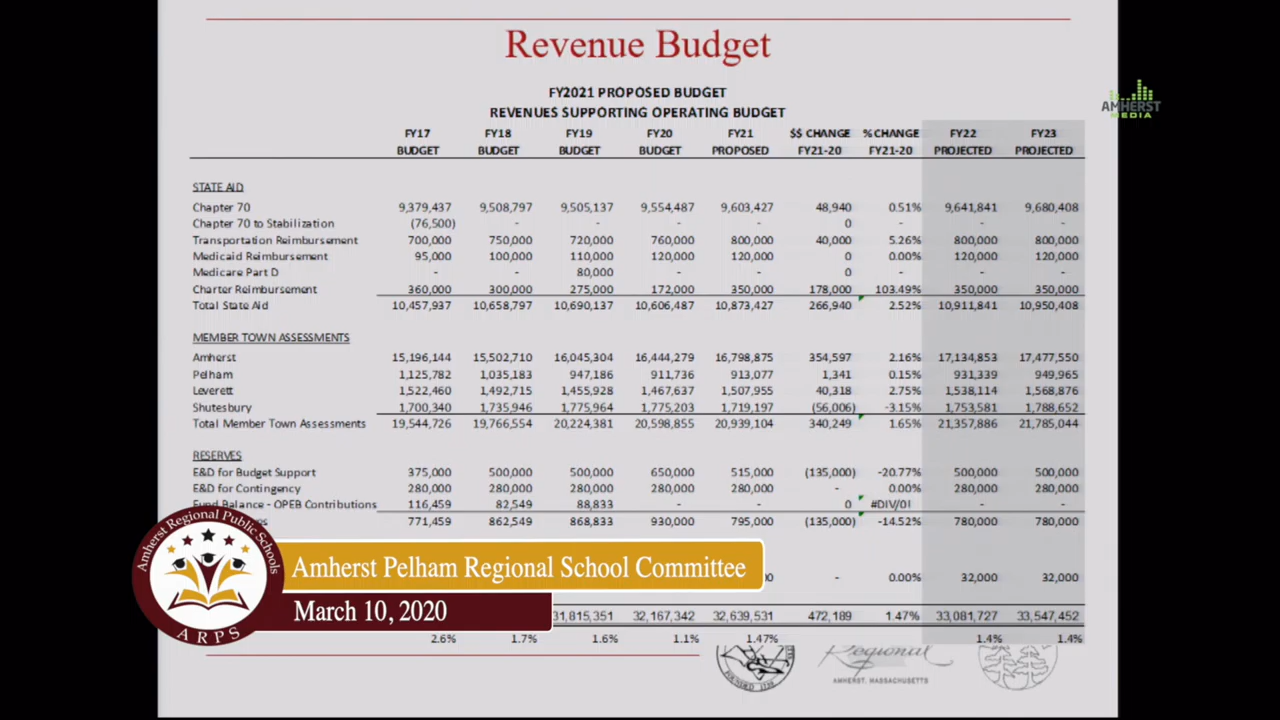 Revenue Budget
AMHERST
MEDIA
FY2021 PROPOSED BUDGET
REVENUES SUPPORTING OPERATING BUDGET
FY17 FY18 FY19 FY20 FY21 $$ CHANGE % CHANGE FY22 FY23
BUDGET BUDGET BUDGET BUDGET PROPOSED FY21-20 FY21-20 PROJECTED PROJECTED
STATE AID
Chapter 70 9,379,437 9,508,797 9,505,137 9,554,487 9,603,427 48,940 0.51% 9,641,841 9,680,408
Chapter 70 to Stabilization (76,500) - - - - 0 - - -
Transportation Reimbursement 700,000 750,000 720,000 760,000 800,000 40,000 5.26% 800,000 800,000
Medicaid Reimbursement 95,000 100,000 110,000 120,000 120,000 0 0.00% 120,000 120,000
Medicare Part D - - 80,000 - - 0 - - -
Charter Reimbursement 360,000 300,000 275,000 172,000 350,000 178,000 103.49% 350,000 350,000
Total State Aid 10,457,937 10,658,797 10,690,137 10,606,487 10,873,427 266,940 2.52% 10,911,841 10,950,408
MEMBER TOWN ASSESSMENTS
Amherst 15,196,144 15,502,710 16,045,304 16,444,279 16,798,875 354,597 2.16% 17,134,853 17,477,550
Pelham 1,125,782 1,035,183 947,186 911,736 913,077 1,341 0.15% 931,339 949,965
Leverett 1,522,460 1,492,715 1,455,928 1,467,637 1,507,955 40,318 2.75% 1,538,114 1,568,876
Shutesbury 1,700,340 1,735,946 1,775,964 1,775,203 1,719,197 (56,006) -3.15% 1,753,581 1,788,652
Total Member Town Assessments 19,544,726 19,766,554 20,224,381 20,598,855 20,939,104 340,249 1.65% 21,357,886 21,785,044
RESERVES
E&D for Budget Support 375,000 500,000 500,000 650,000 515,000 (135,000) -20.77% 500,000 500,000
E&D for Contingency 280,000 280,000 280,000 280,000 280,000 - 0.00% 280,000 280,000
Fund Balance - OPEB Contributions 116,459 82,549 88,833 - - 0 #DIV/0! - -
771,459 862,549 868,833 930,000 795,000 (135,000) -14.52% 780,000 780,000
- 0.00% 32,000 32,000
31,815,351 32,167,342 32,639,531 472,189 1.47% 33,081,727 33,547,452
2.6% 1.7% 1.6% 1.1% 1.47% 1.4% 1.4%
Amherst Regional Public Schools
ARPS
Amherst Pelham Regional School Committee
March 10, 2020
Regional
AMHERST, MASSACHUSETTS